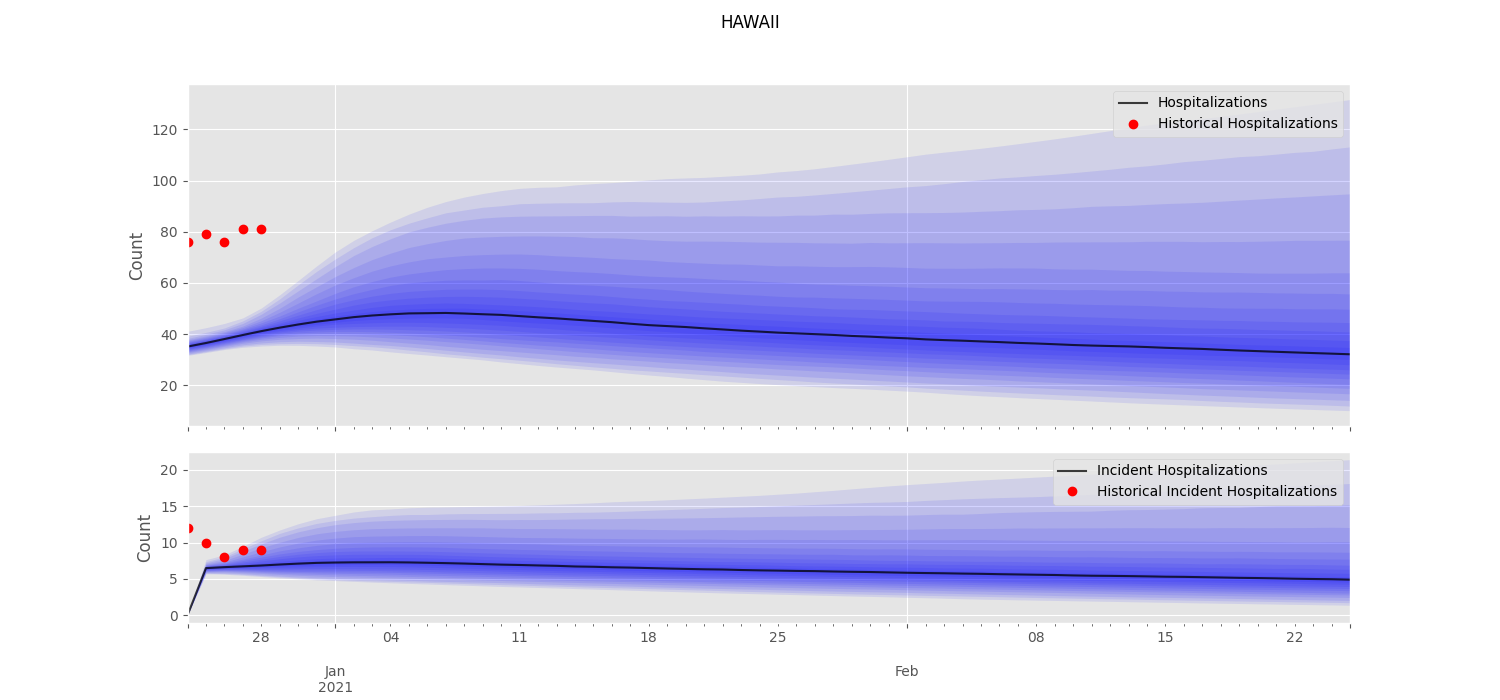 HAWAII
Hospitalizations
Historical Hospitalizations
Count
120
100
80
60
40
20
Incident Hospitalizations
Historical Incident Hospitalizations
Count
20
15
10
5
0
28 04 11 18 25 08 15 22
Jan Feb
2021